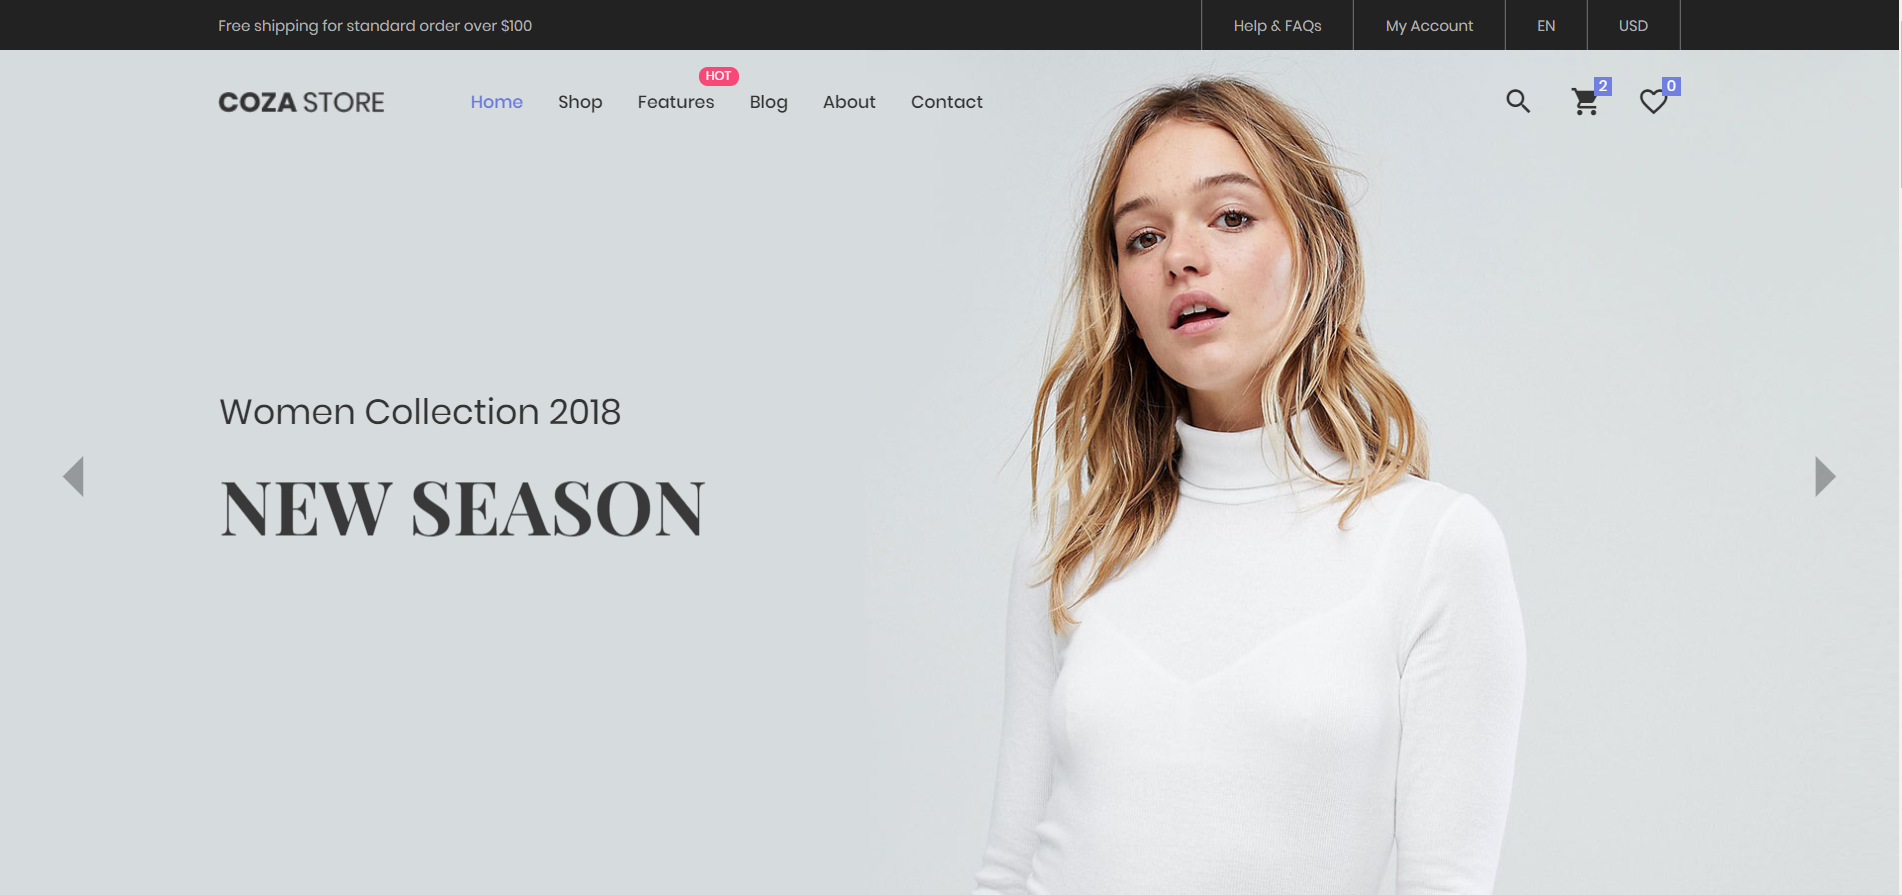 Free shipping for standard order over $100 Help & FAQs My Account EN USD
HOT
COZA STORE Home Shop Features Blog About Contact 2 0
Women Collection 2018
NEW SEASON